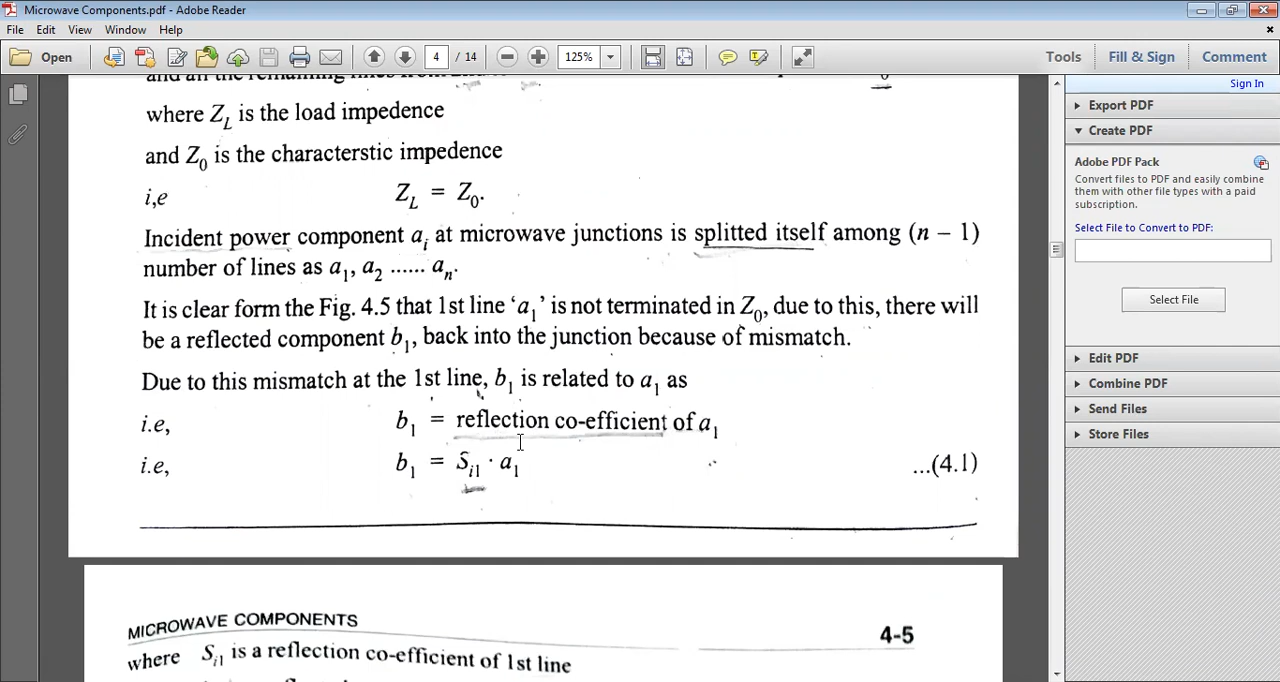 Microwave Components.pdf - Adobe Reader
File Edit View Window Help
Open 4 / 14 125% Tools Fill & Sign Comment
Sign In
Export PDF
Create PDF
Adobe PDF Pack
Convert files to PDF and easily combine
them with other file types with a paid
subscription.
Select File to Convert to PDF:
Select File
Edit PDF
Combine PDF
Send Files
Store Files
and all the remaining lines from
where Z_L is the load impedence
and Z_0 is the characterstic impedence
i,e Z_L = Z_0.
Incident power component a_i at microwave junctions is splitted itself among (n – 1)
number of lines as a_1, a_2 ...... a_n.
It is clear form the Fig. 4.5 that 1st line ‘a_1’ is not terminated in Z_0, due to this, there will
be a reflected component b_1, back into the junction because of mismatch.
Due to this mismatch at the 1st line, b_1 is related to a_1 as
i.e, b_1 = reflection co-efficient of a_1
i.e, b_1 = S_i1 · a_1 ...(4.1)
MICROWAVE COMPONENTS 4-5
where S_i1 is a reflection co-efficient of 1st line